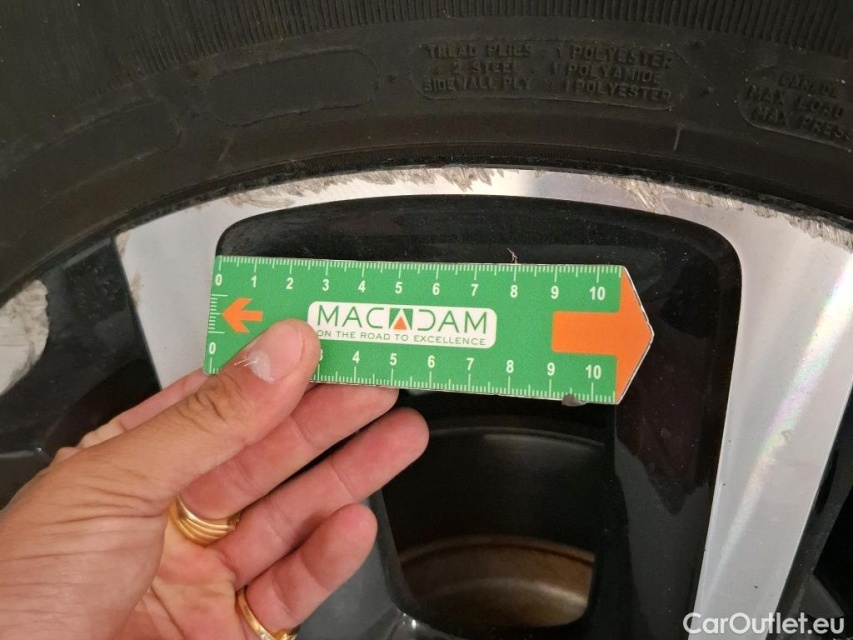 TREAD PLIES 1 POLYESTER
2 STEEL 1 POLYAMIDE
SIDEWALL PLY 1 POLYESTER
MAX LOAD
MAX PRESS
0 1 2 3 4 5 6 7 8 9 10
MACADAM
ON THE ROAD TO EXCELLENCE
0 4 5 6 7 8 9 10
CarOutlet.eu